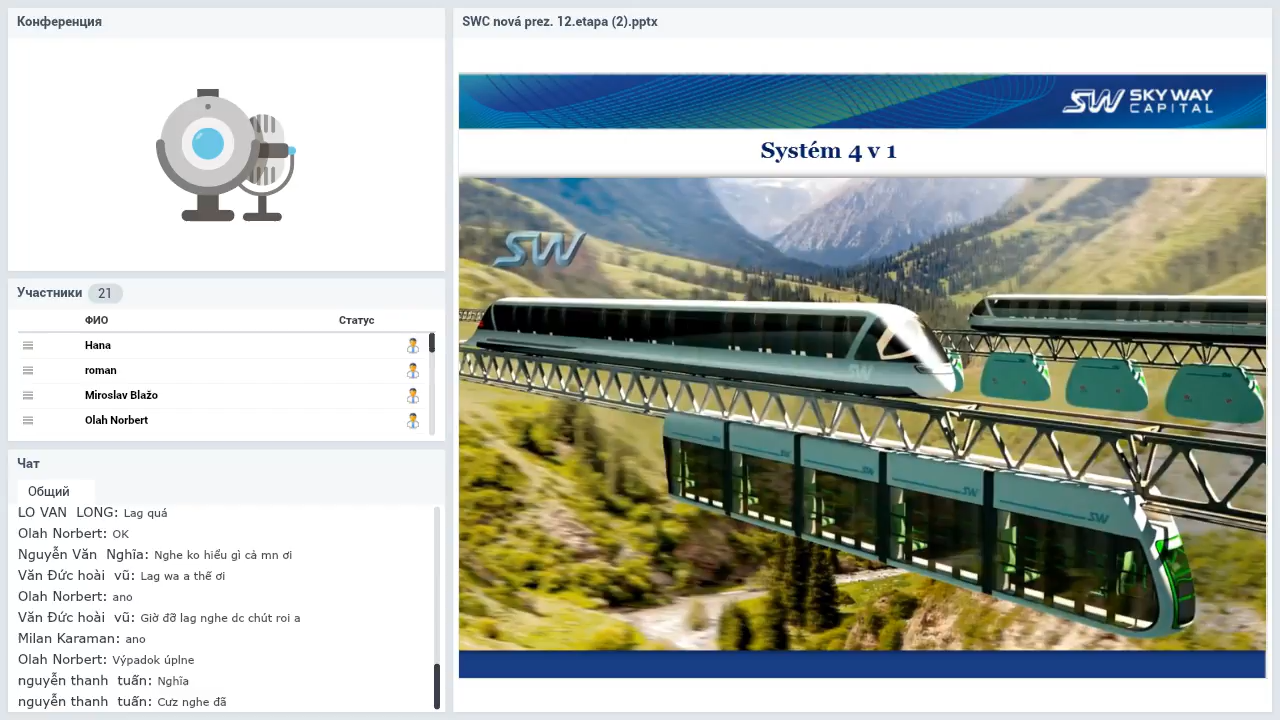 Конференция
SWC nová prez. 12.etapa (2).pptx
SW SKY WAY
CAPITAL
Systém 4 v 1
SW
Участники 21
ФИО Статус
Hana
roman
Miroslav Blažo
Olah Norbert
Чат
Общий
LO VAN LONG: Lag quá
Olah Norbert: OK
Nguyễn Văn Nghĩa: Nghe ko hiểu gì cả mn ơi
Văn Đức hoài vũ: Lag wa a thế ơi
Olah Norbert: ano
Văn Đức hoài vũ: Giờ đỡ lag nghe dc chút roi a
Milan Karaman: ano
Olah Norbert: Výpadok úplne
nguyễn thanh tuấn: Nghĩa
nguyễn thanh tuấn: Cưz nghe đã